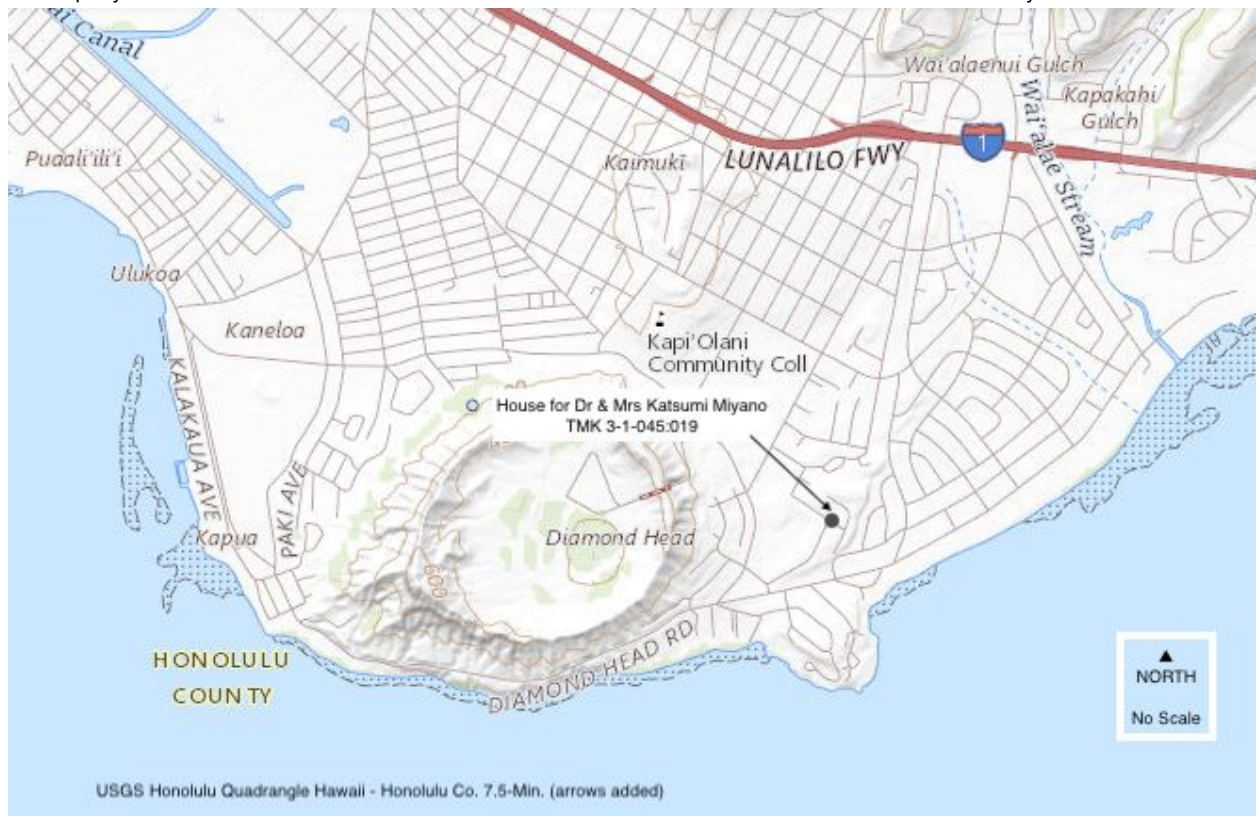 ai Canal
Wai'alaenui Gulch
Kapakahi/
Gulch
1
Wai'alae Stream
Puaali'ili'i
Kaimukī
LUNALILO FWY
Ulukoa
Kaneloa
Kapi'Olani
Community Coll
KALAKAUA AVE
House for Dr & Mrs Katsumi Miyano
TMK 3-1-045:019
PAKI AVE
Kapua
Diamond Head
600
DIAMOND HEAD RD
HONOLULU
COUNTY
NORTH
No Scale
USGS Honolulu Quadrangle Hawaii - Honolulu Co. 7.5-Min. (arrows added)